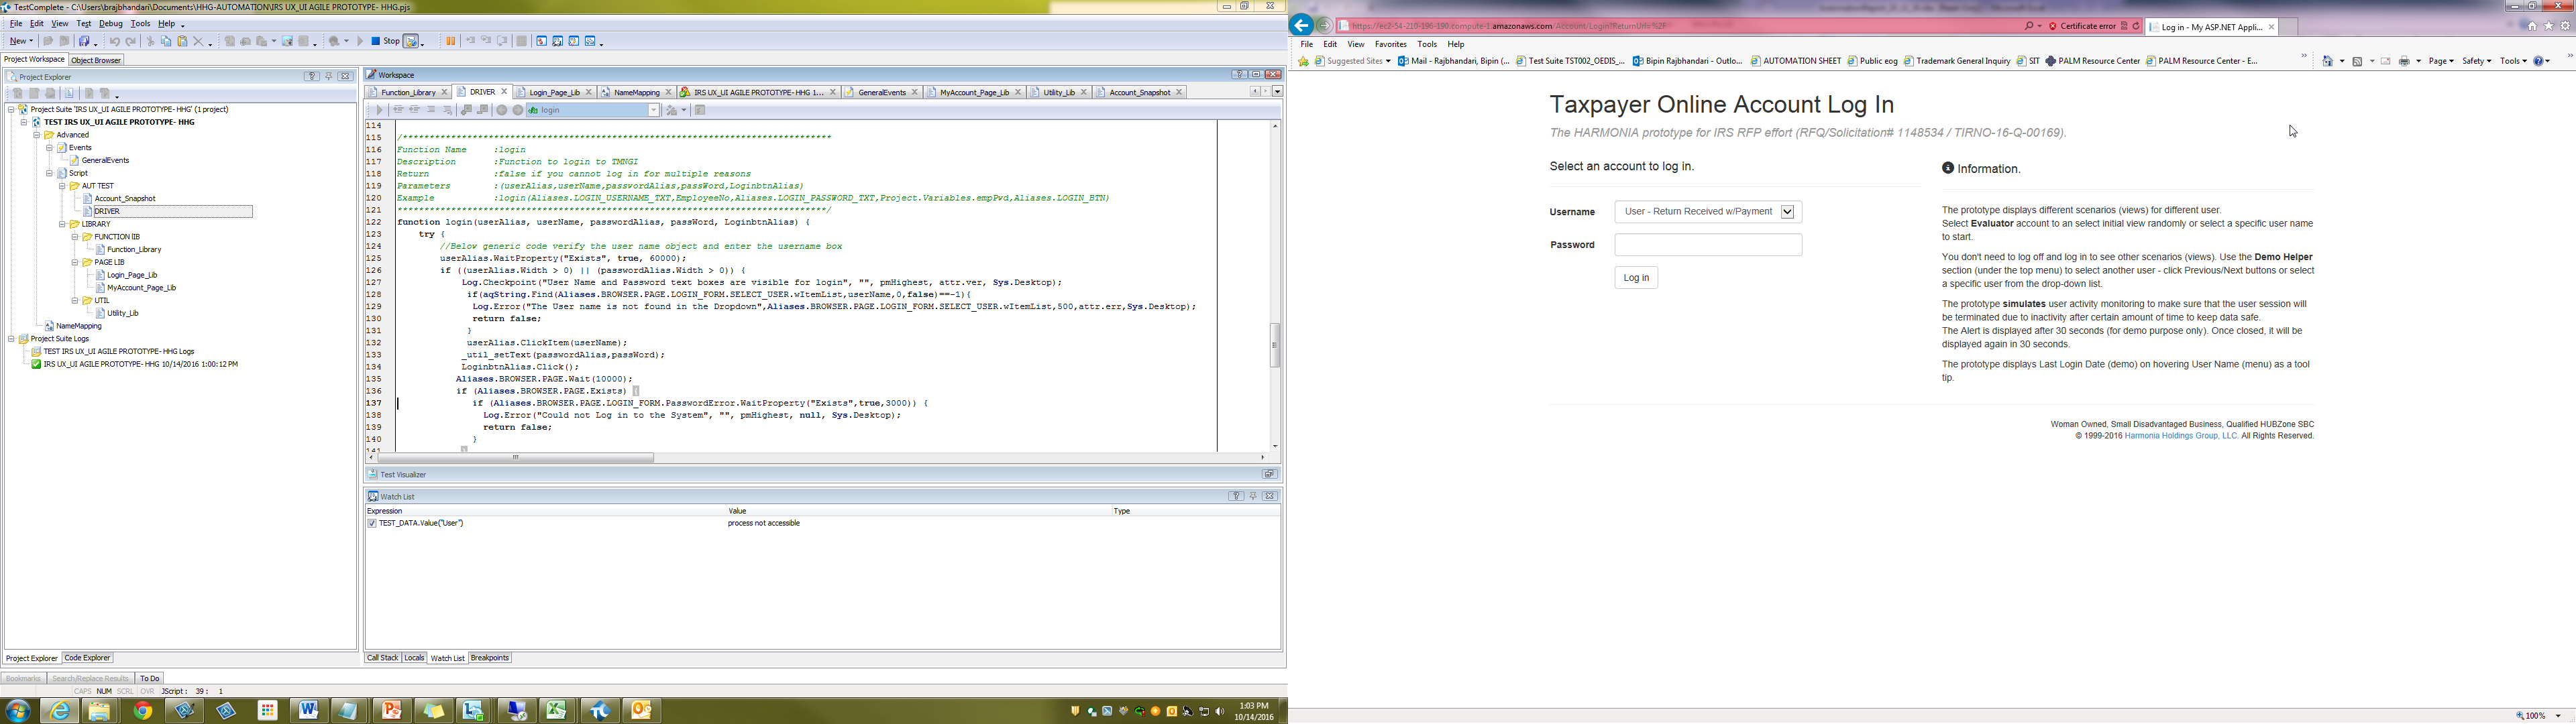 TestComplete - C:\Users\brajbhandari\Documents\HHG-AUTOMATION\IRS UX_UI AGILE PROTOTYPE- HHG.pjs
File Edit View Test Debug Tools Help
New Stop
Project Workspace Object Browser
Project Explorer
Project Suite 'IRS UX_UI AGILE PROTOTYPE- HHG' (1 project)
TEST IRS UX_UI AGILE PROTOTYPE- HHG
Advanced
Events
GeneralEvents
Script
AUT TEST
Account_Snapshot
DRIVER
LIBRARY
FUNCTION lIB
Function_Library
PAGE LIB
Login_Page_Lib
MyAccount_Page_Lib
UTIL
Utility_Lib
NameMapping
Project Suite Logs
TEST IRS UX_UI AGILE PROTOTYPE- HHG Logs
IRS UX_UI AGILE PROTOTYPE- HHG 10/14/2016 1:00:12 PM
Project Explorer Code Explorer
Workspace
Function_Library DRIVER Login_Page_Lib NameMapping IRS UX_UI AGILE PROTOTYPE- HHG 1... GeneralEvents MyAccount_Page_Lib Utility_Lib Account_Snapshot
login
114
115 /********************************************************************************
116 Function Name :login
117 Description :Function to login to TMNGI
118 Return :false if you cannot log in for multiple reasons
119 Parameters :(userAlias,userName,passwordAlias,passWord,LoginbtnAlias)
120 Example :login(Aliases.LOGIN_USERNAME_TXT,EmployeeNo,Aliases.LOGIN_PASSWORD_TXT,Project.Variables.empPwd,Aliases.LOGIN_BTN)
121 ********************************************************************************/
122 function login(userAlias, userName, passwordAlias, passWord, LoginbtnAlias) {
123 try {
124 //Below generic code verify the user name object and enter the username box
125 userAlias.WaitProperty("Exists", true, 60000);
126 if ((userAlias.Width > 0) || (passwordAlias.Width > 0)) {
127 Log.Checkpoint("User Name and Password text boxes are visible for login", "", pmHighest, attr.ver, Sys.Desktop);
128 if(aqString.Find(Aliases.BROWSER.PAGE.LOGIN_FORM.SELECT_USER.wItemList,userName,0,false)==-1){
129 Log.Error("The User name is not found in the Dropdown",Aliases.BROWSER.PAGE.LOGIN_FORM.SELECT_USER.wItemList,500,attr.err,Sys.Desktop);
130 return false;
131 }
132 userAlias.ClickItem(userName);
133 _util_setText(passwordAlias,passWord);
134 LoginbtnAlias.Click();
135 Aliases.BROWSER.PAGE.Wait(10000);
136 if (Aliases.BROWSER.PAGE.Exists) {
137 if (Aliases.BROWSER.PAGE.LOGIN_FORM.PasswordError.WaitProperty("Exists",true,3000)) {
138 Log.Error("Could not Log in to the System", "", pmHighest, null, Sys.Desktop);
139 return false;
140 }
141 }
Test Visualizer
Watch List
Expression Value Type
TEST_DATA.Value("User") process not accessible
Call Stack Locals Watch List Breakpoints
Bookmarks Search/Replace Results To Do
CAPS NUM SCRL OVR JScript : 39 : 1
1:03 PM
10/14/2016
https://ec2-54-210-196-190.compute-1.amazonaws.com/Account/Login?ReturnUrl=%2F Certificate error Log in - My ASP.NET Appli...
File Edit View Favorites Tools Help
Suggested Sites Mail - Rajbhandari, Bipin (... Test Suite TST002_OEDIS_... Bipin Rajbhandari - Outlo... AUTOMATION SHEET Public eog Trademark General Inquiry SIT PALM Resource Center PALM Resource Center - E... Page Safety Tools
Taxpayer Online Account Log In
The HARMONIA prototype for IRS RFP effort (RFQ/Solicitation# 1148534 / TIRNO-16-Q-00169).
Select an account to log in.
Username User - Return Received w/Payment
Password
Log in
Information.
The prototype displays different scenarios (views) for different user.
Select Evaluator account to an select initial view randomly or select a specific user name
to start.
You don't need to log off and log in to see other scenarios (views). Use the Demo Helper
section (under the top menu) to select another user - click Previous/Next buttons or select
a specific user from the drop-down list.
The prototype simulates user activity monitoring to make sure that the user session will
be terminated due to inactivity after certain amount of time to keep data safe.
The Alert is displayed after 30 seconds (for demo purpose only). Once closed, it will be
displayed again in 30 seconds.
The prototype displays Last Login Date (demo) on hovering User Name (menu) as a tool
tip.
Woman Owned, Small Disadvantaged Business, Qualified HUBZone SBC
© 1999-2016 Harmonia Holdings Group, LLC. All Rights Reserved.
100%